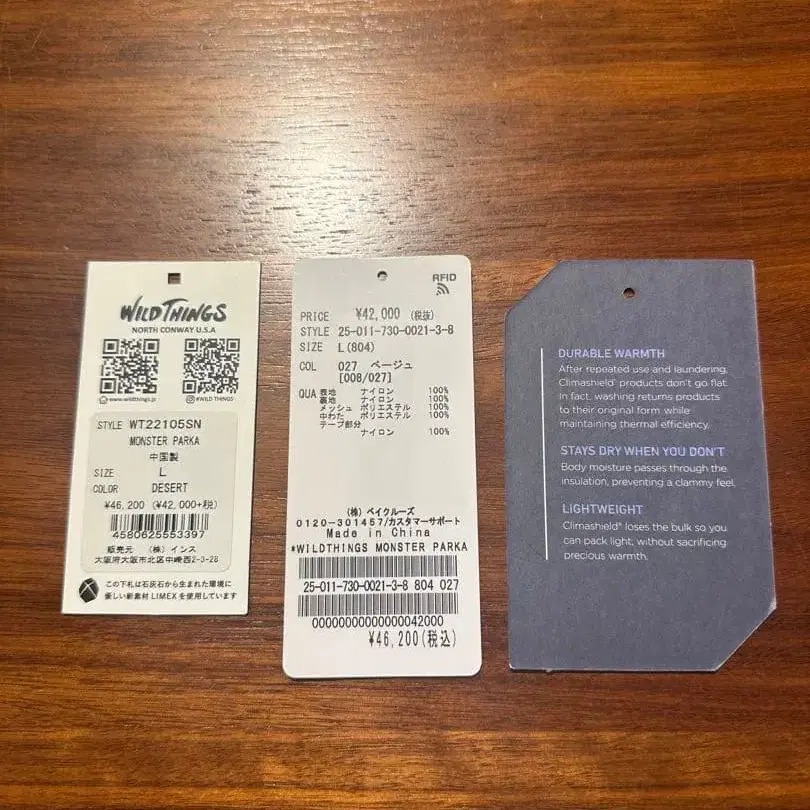 WILD THINGS
NORTH CONWAY U.S.A
www.wildthings.jp
#WILD THINGS
STYLE WT22105SN
MONSTER PARKA
中国製
SIZE L
COLOR DESERT
¥46,200 (¥42,000+税)
4580625553397
販売元 (株) インス
大阪府大阪市北区中崎西2-3-28
この下札は石灰石から生まれた環境に
優しい新素材 LIMEX を使用しています
RFID
PRICE ¥42,000 (税抜)
STYLE 25-011-730-0021-3-8
SIZE L(804)
COL 027 ベージュ
[008/027]
QUA 表地 ナイロン 100%
裏地 ナイロン 100%
メッシュ ポリエステル 100%
中わた ポリエステル 100%
テープ部分
ナイロン 100%
(株) ベイクルーズ
0120-301457/カスタマーサポート
Made in China
*WILDTHINGS MONSTER PARKA
25-011-730-0021-3-8 804 027
00000000000000042000
¥46,200(税込)
DURABLE WARMTH
After repeated use and laundering,
Climashield® products don't go flat.
In fact, washing returns products
to their original form while
maintaining thermal efficiency.
STAYS DRY WHEN YOU DON'T
Body moisture passes through the
insulation, preventing a clammy feel.
LIGHTWEIGHT
Climashield® loses the bulk so you
can pack light, without sacrificing
precious warmth.